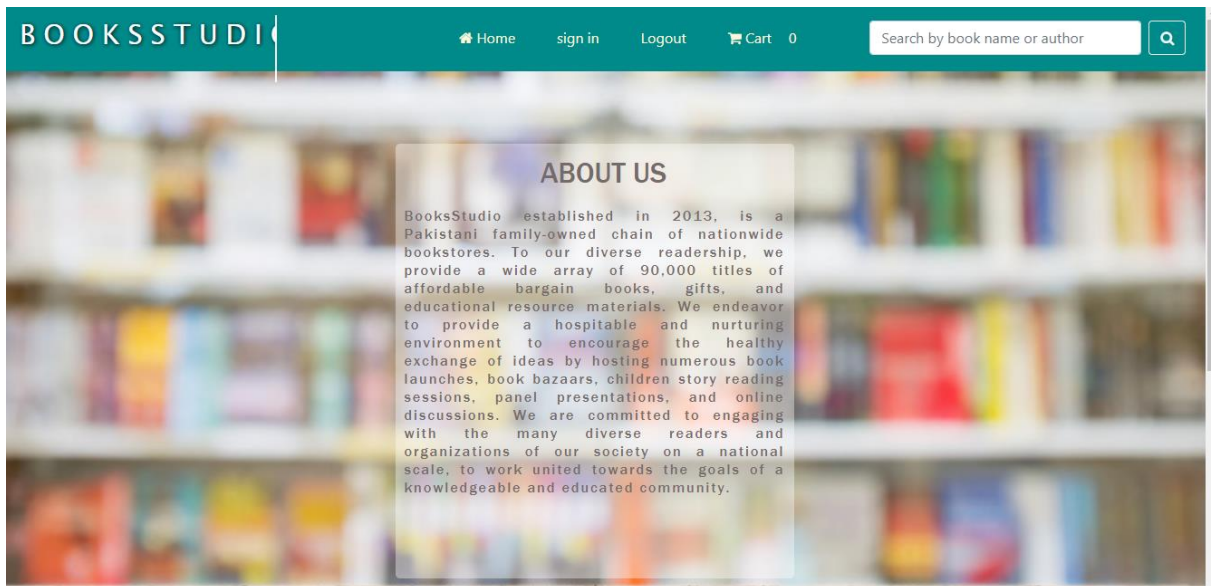 BOOKSSTUDI
Home sign in Logout Cart 0 Search by book name or author
ABOUT US
BooksStudio established in 2013, is a
Pakistani family-owned chain of nationwide
bookstores. To our diverse readership, we
provide a wide array of 90,000 titles of
affordable bargain books, gifts, and
educational resource materials. We endeavor
to provide a hospitable and nurturing
environment to encourage the healthy
exchange of ideas by hosting numerous book
launches, book bazaars, children story reading
sessions, panel presentations, and online
discussions. We are committed to engaging
with the many diverse readers and
organizations of our society on a national
scale, to work united towards the goals of a
knowledgeable and educated community.